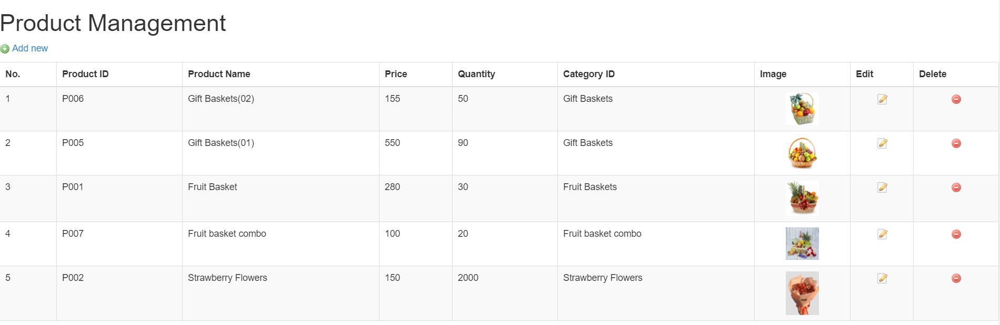 Product Management
Add new
No. Product ID Product Name Price Quantity Category ID Image Edit Delete
1 P006 Gift Baskets(02) 155 50 Gift Baskets
2 P005 Gift Baskets(01) 550 90 Gift Baskets
3 P001 Fruit Basket 280 30 Fruit Baskets
4 P007 Fruit basket combo 100 20 Fruit basket combo
5 P002 Strawberry Flowers 150 2000 Strawberry Flowers